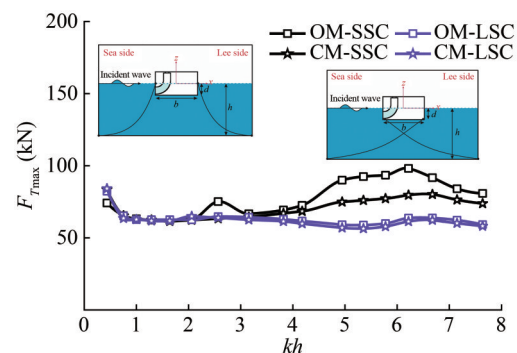 OM-SSC OM-LSC
CM-SSC CM-LSC
200
150
100
50
F_Tmax (kN)
Sea side Lee side
Incident wave
z
x
d
b
h
Sea side Lee side
Incident wave
z
x
d
b
h
0 1 2 3 4 5 6 7 8
kh